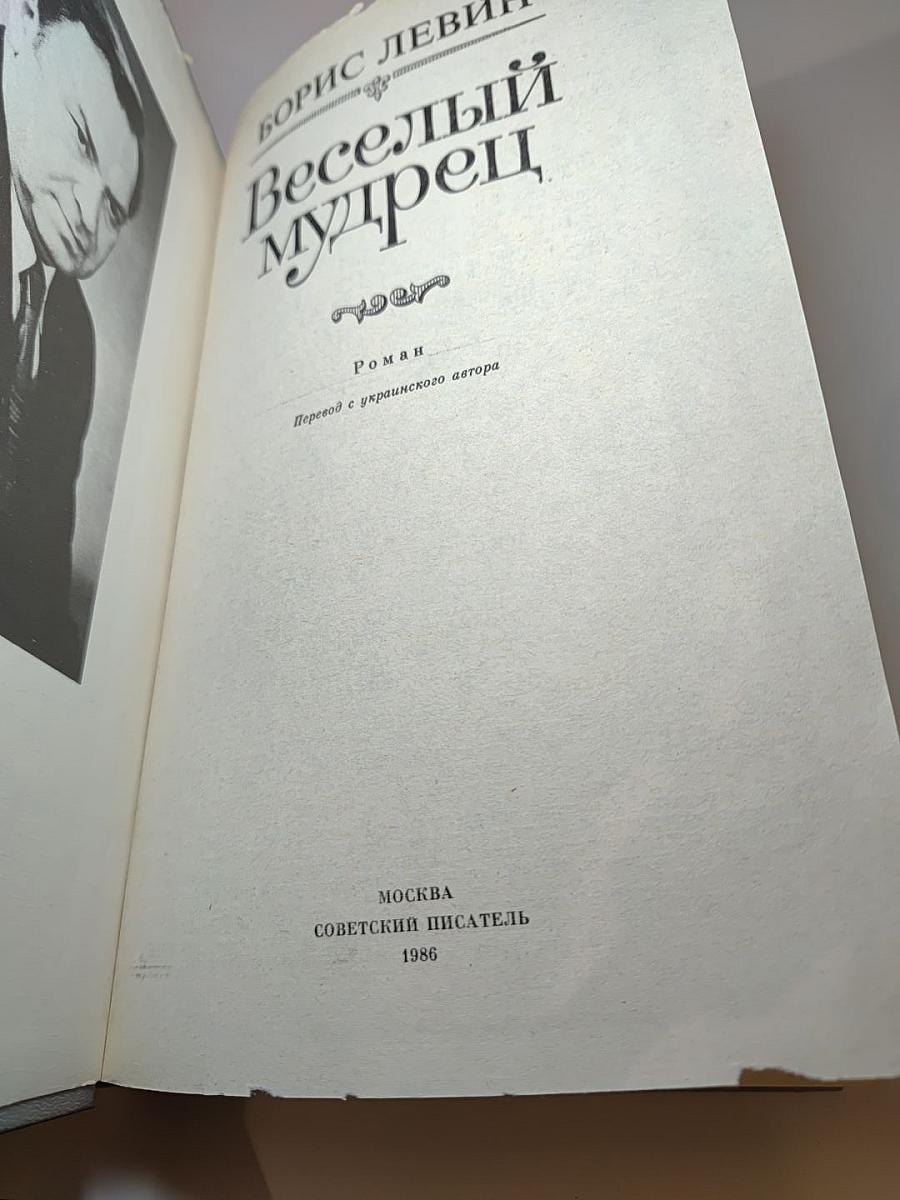 БОРИС ЛЕВИН
Веселый
мудрец
Роман
Перевод с украинского автора
МОСКВА
СОВЕТСКИЙ ПИСАТЕЛЬ
1986